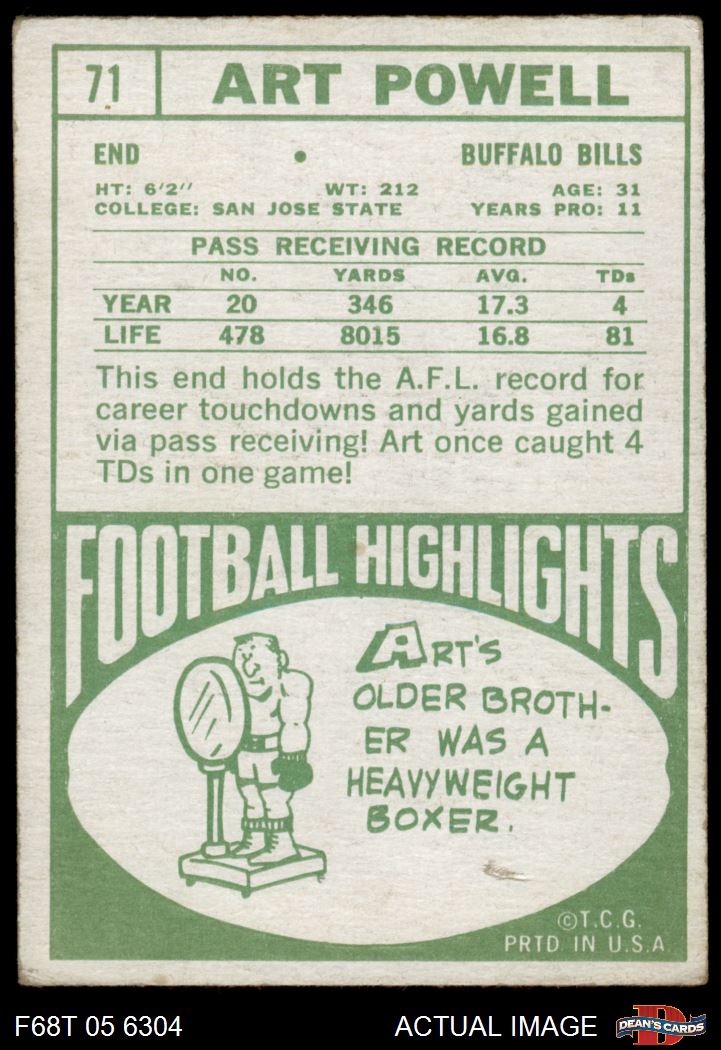 71 ART POWELL
END • BUFFALO BILLS
HT: 6'2" WT: 212 AGE: 31
COLLEGE: SAN JOSE STATE YEARS PRO: 11
PASS RECEIVING RECORD
NO. YARDS AVG. TDs
YEAR 20 346 17.3 4
LIFE 478 8015 16.8 81
This end holds the A.F.L. record for
career touchdowns and yards gained
via pass receiving! Art once caught 4
TDs in one game!
FOOTBALL HIGHLIGHTS
ART'S
OLDER BROTH-
ER WAS A
HEAVYWEIGHT
BOXER.
©T.C.G.
PRTD. IN U.S.A.
F68T 05 6304 ACTUAL IMAGE D DEAN'S CARDS